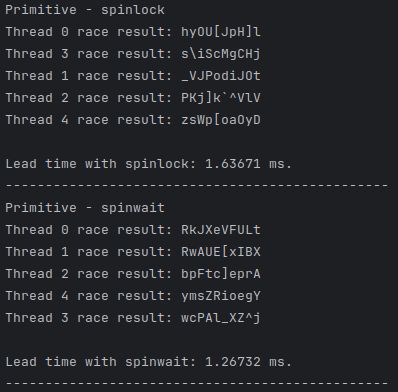 Primitive - spinlock
Thread 0 race result: hyOU[JpH]l
Thread 3 race result: s\iScMgCHj
Thread 1 race result: _VJPodiJOt
Thread 2 race result: PKj]k`^VlV
Thread 4 race result: zsWp[oaOyD
Lead time with spinlock: 1.63671 ms.
------------------------------------------------
Primitive - spinwait
Thread 0 race result: RkJXeVFULt
Thread 1 race result: RwAUE[xIBX
Thread 2 race result: bpFtc]eprA
Thread 4 race result: ymsZRioegY
Thread 3 race result: wcPAl_XZ^j
Lead time with spinwait: 1.26732 ms.
------------------------------------------------